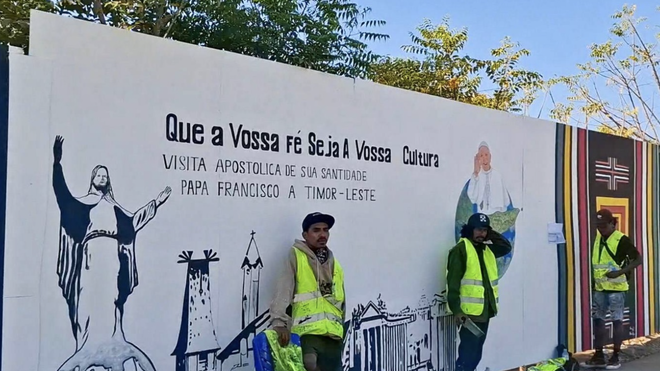 Que a Vossa Fé Seja A Vossa Cultura
VISITA APOSTOLICA DE SUA SANTIDADE
PAPA FRANCISCO A TIMOR-LESTE